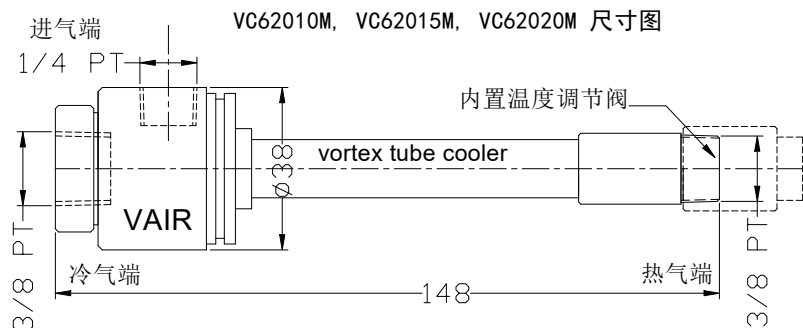 VC62010M, VC62015M, VC62020M 尺寸图
进气端
1/4 PT
内置温度调节阀
vortex tube cooler
Ø38
VAIR
3/8 PT
冷气端
热气端
148
3/8 PT